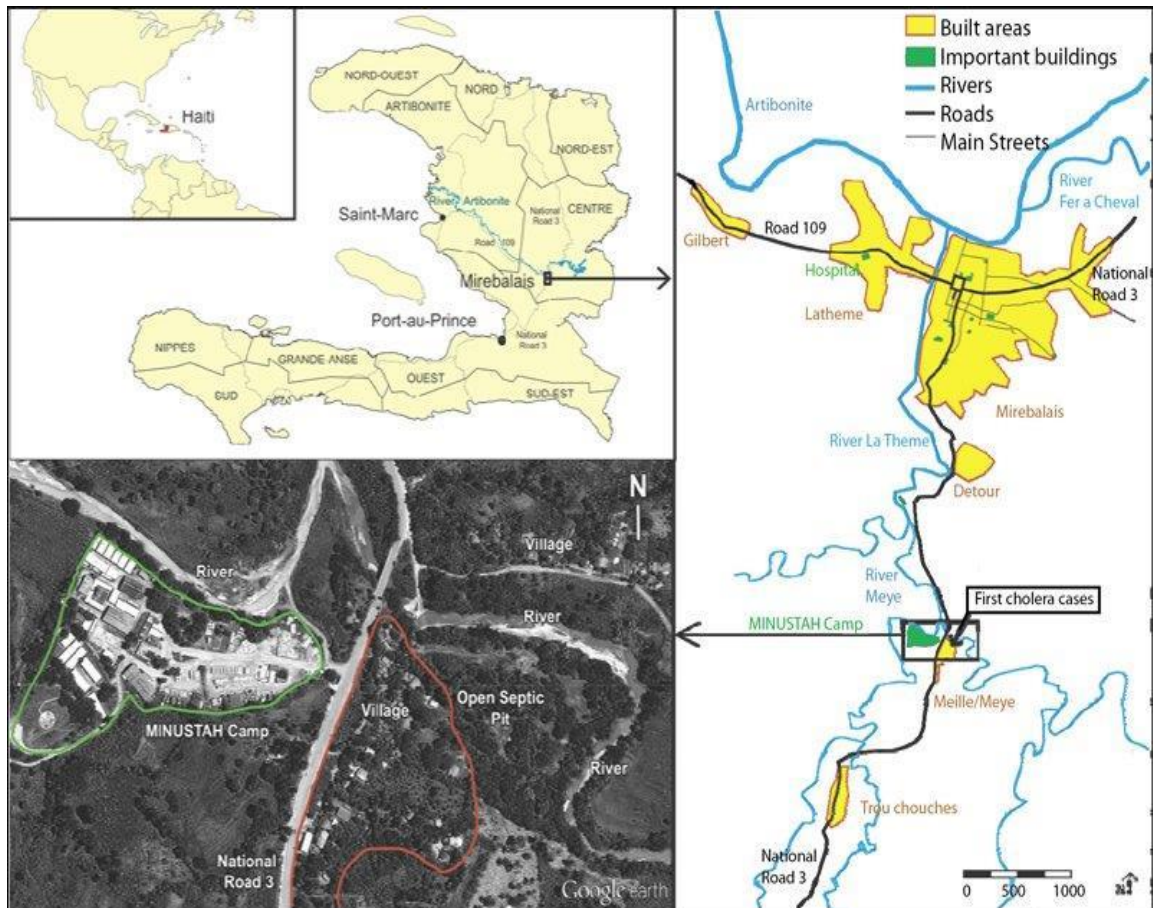 Haiti
NORD-OUEST
NORD
ARTIBONITE
NORD-EST
River Artibonite
National
Road 3
CENTRE
Saint-Marc
Road 109
Mirebalais
Port-au-Prince
National
Road 3
NIPPES
GRANDE ANSE
OUEST
SUD
SUD-EST
N
Village
River
River
Open Septic
Pit
Village
MINUSTAH Camp
River
National
Road 3
Google earth
Built areas
Important buildings
Rivers
Roads
Main Streets
Artibonite
River
Fer a Cheval
Road 109
Gilbert
Hospital
National
Road 3
Latheme
Mirebalais
River La Theme
Detour
River
Meye
First cholera cases
MINUSTAH Camp
Meille/Meye
Trou chouches
National
Road 3
0 500 1000